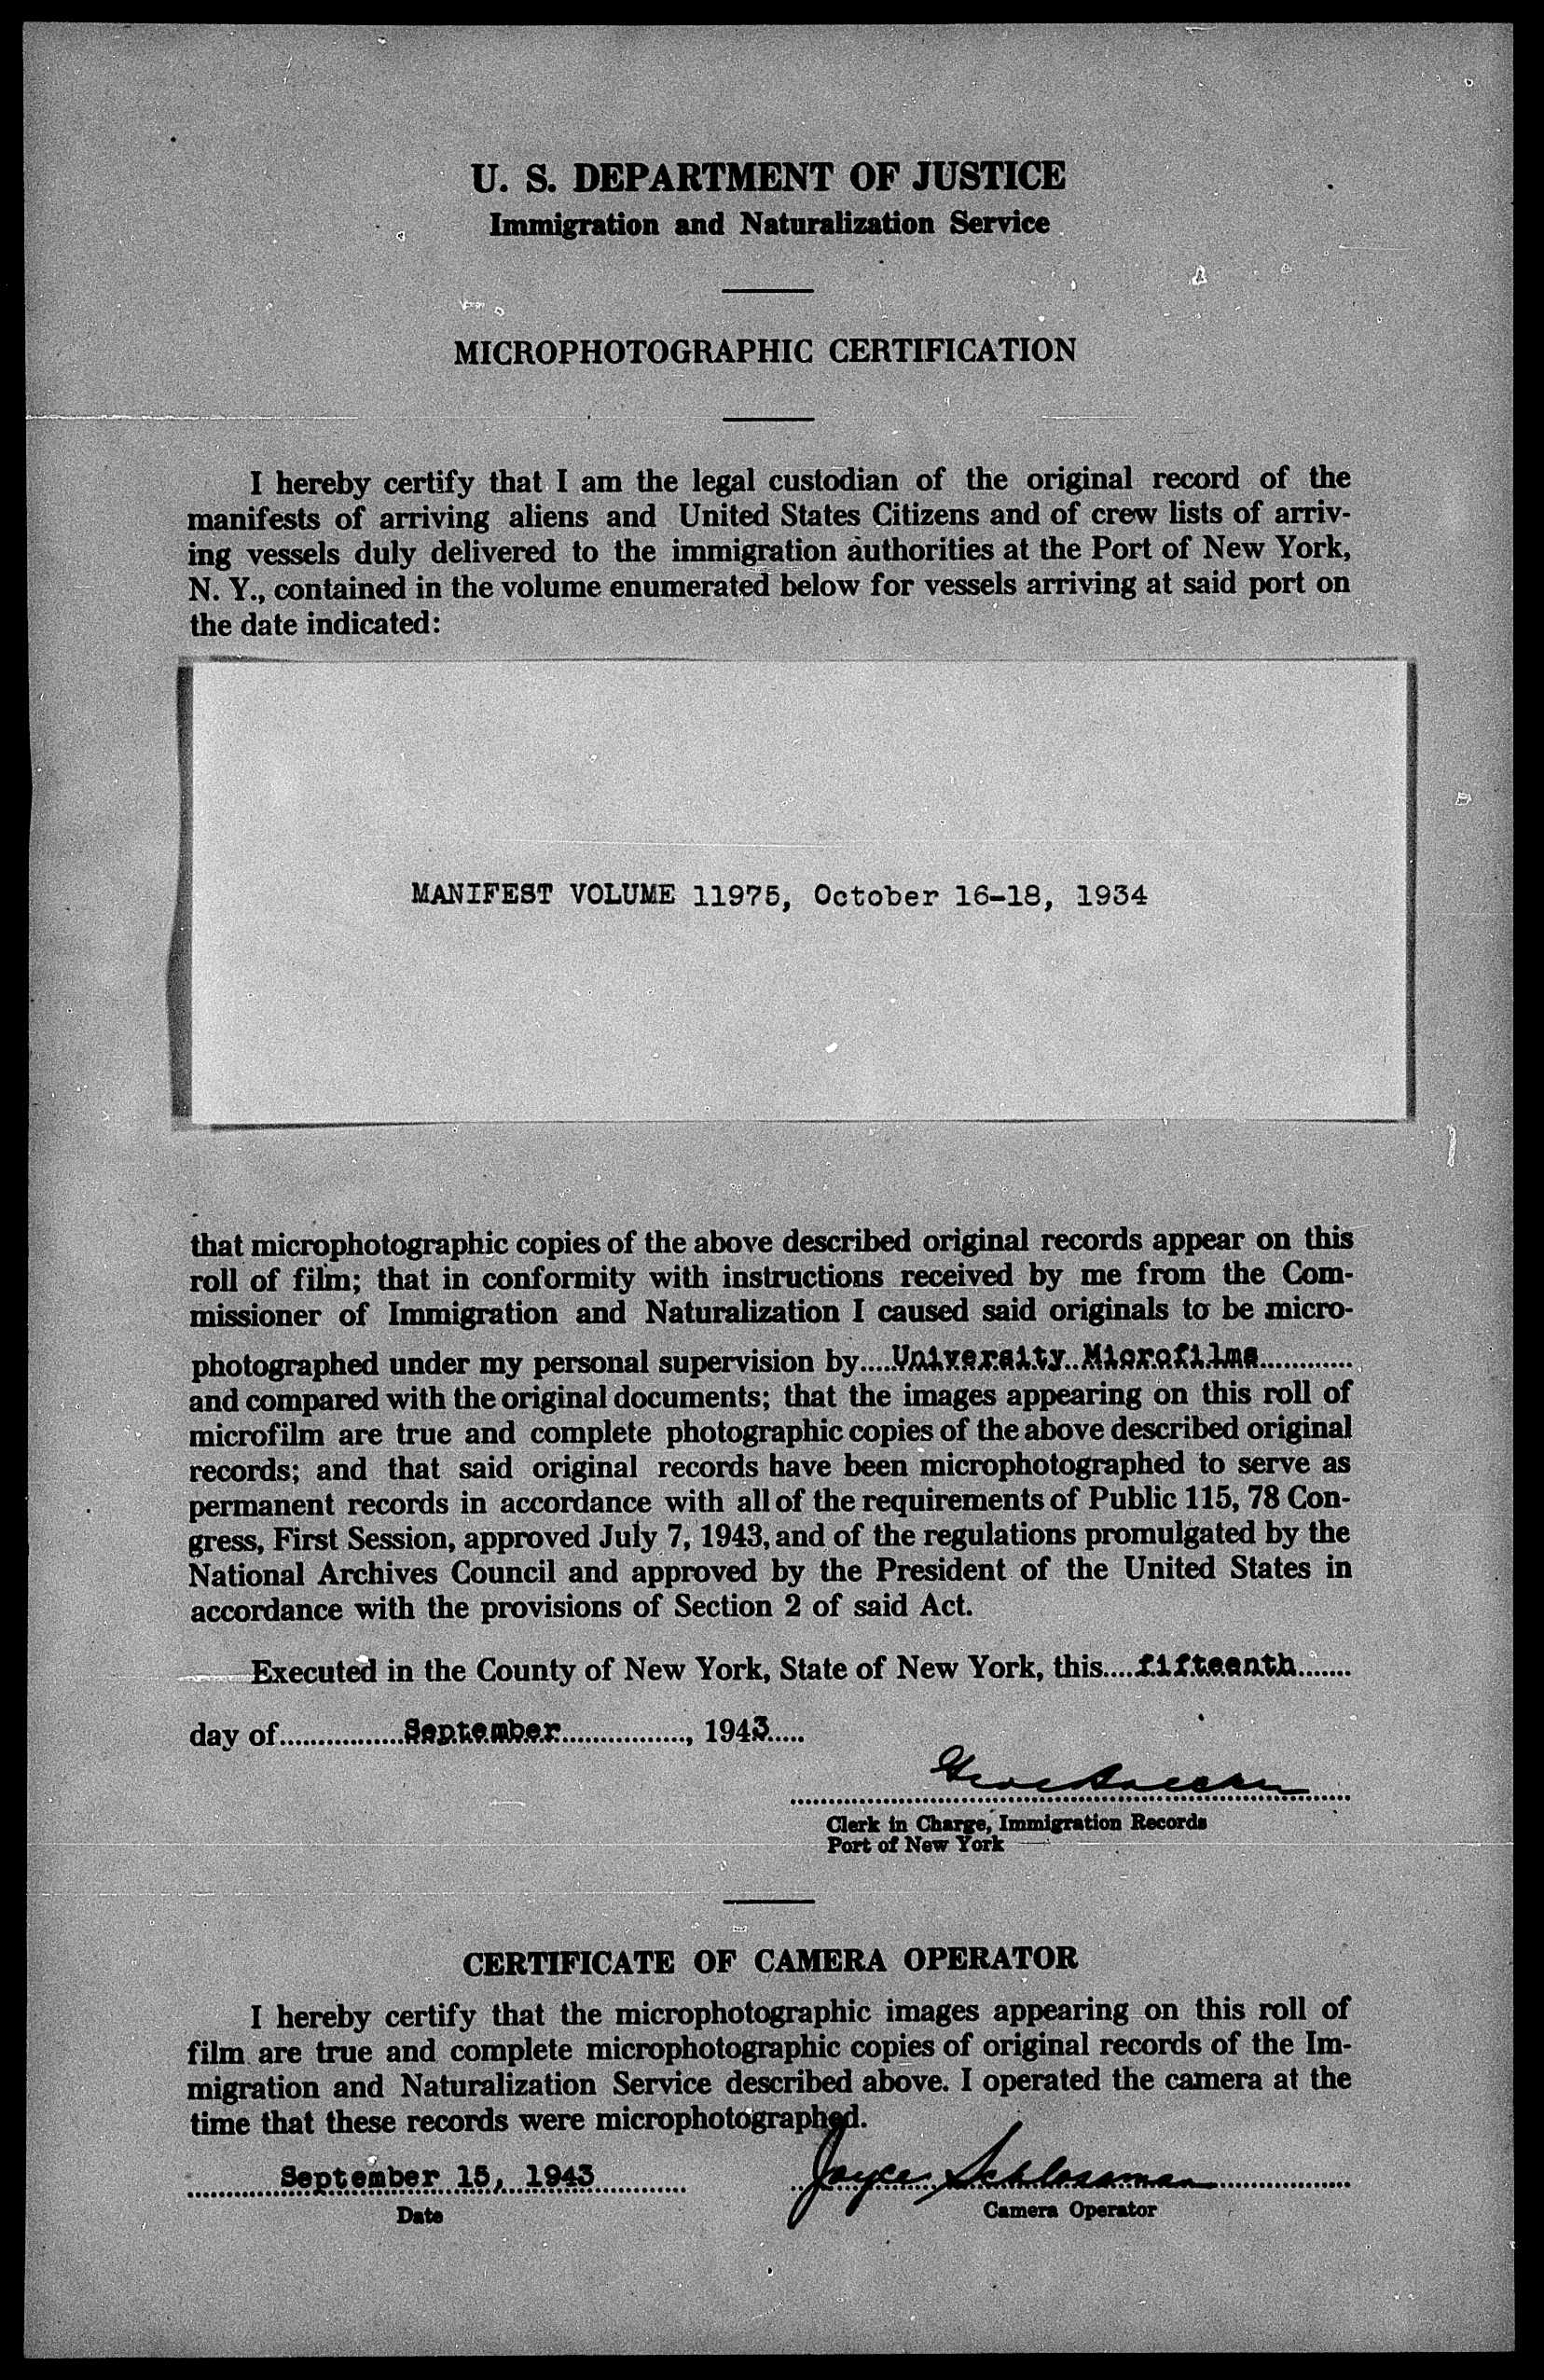 U. S. DEPARTMENT OF JUSTICE
Immigration and Naturalization Service
MICROPHOTOGRAPHIC CERTIFICATION
I hereby certify that I am the legal custodian of the original record of the
manifests of arriving aliens and United States Citizens and of crew lists of arriv-
ing vessels duly delivered to the immigration authorities at the Port of New York,
N. Y., contained in the volume enumerated below for vessels arriving at said port on
the date indicated:
MANIFEST VOLUME 11975, October 16-18, 1934
that microphotographic copies of the above described original records appear on this
roll of film; that in conformity with instructions received by me from the Com-
missioner of Immigration and Naturalization I caused said originals to be micro-
photographed under my personal supervision by....University Microfilms............
and compared with the original documents; that the images appearing on this roll of
microfilm are true and complete photographic copies of the above described original
records; and that said original records have been microphotographed to serve as
permanent records in accordance with all of the requirements of Public 115, 78 Con-
gress, First Session, approved July 7, 1943, and of the regulations promulgated by the
National Archives Council and approved by the President of the United States in
accordance with the provisions of Section 2 of said Act.
Executed in the County of New York, State of New York, this....fifteenth.......
day of................September................, 1943.....
Clerk in Charge, Immigration Records
Port of New York
CERTIFICATE OF CAMERA OPERATOR
I hereby certify that the microphotographic images appearing on this roll of
film are true and complete microphotographic copies of original records of the Im-
migration and Naturalization Service described above. I operated the camera at the
time that these records were microphotographed.
September 15, 1943 Joyce Schlossman
Date Camera Operator